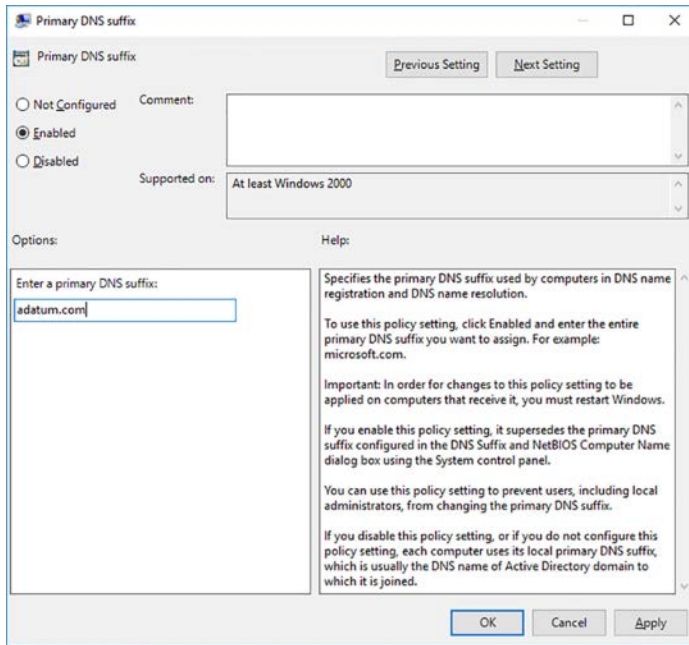 Primary DNS suffix
Primary DNS suffix
Previous Setting
Next Setting
Not Configured
Comment:
Enabled
Disabled
Supported on:
At least Windows 2000
Options:
Help:
Enter a primary DNS suffix:
adatum.com
Specifies the primary DNS suffix used by computers in DNS name
registration and DNS name resolution.
To use this policy setting, click Enabled and enter the entire
primary DNS suffix you want to assign. For example:
microsoft.com.
Important: In order for changes to this policy setting to be
applied on computers that receive it, you must restart Windows.
If you enable this policy setting, it supersedes the primary DNS
suffix configured in the DNS Suffix and NetBIOS Computer Name
dialog box using the System control panel.
You can use this policy setting to prevent users, including local
administrators, from changing the primary DNS suffix.
If you disable this policy setting, or if you do not configure this
policy setting, each computer uses its local primary DNS suffix,
which is usually the DNS name of Active Directory domain to
which it is joined.
OK
Cancel
Apply